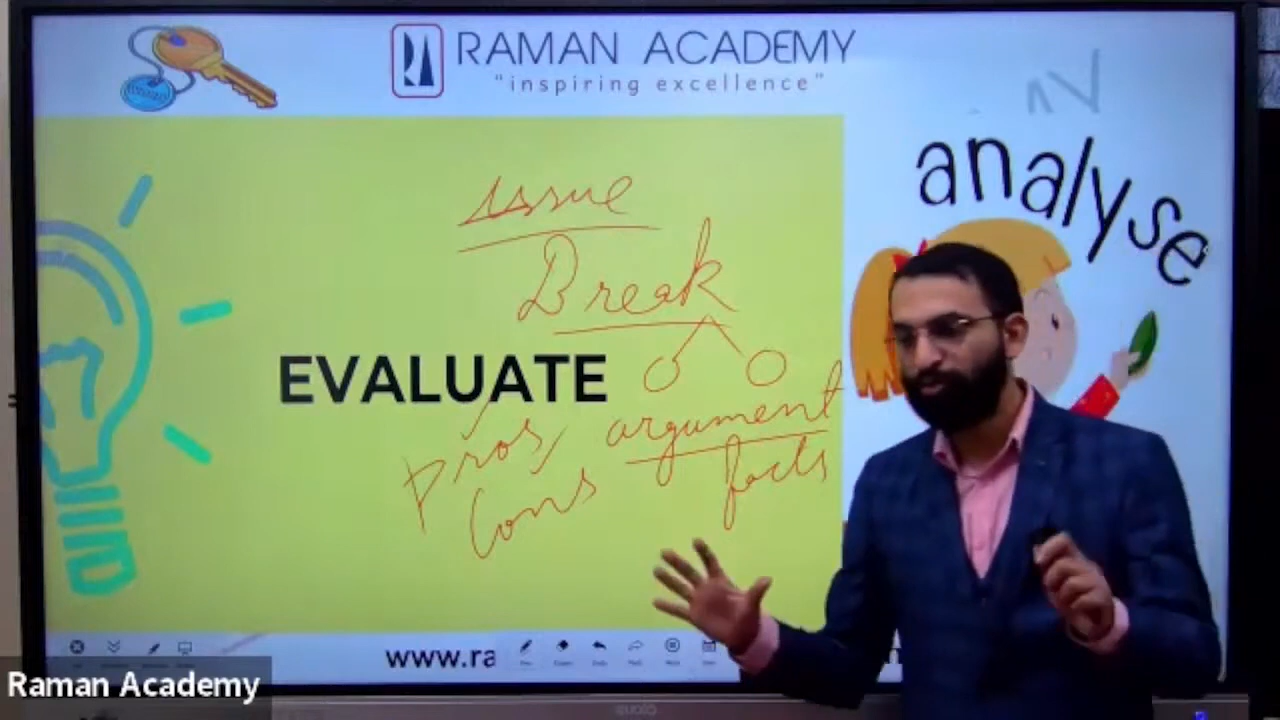 RAMAN ACADEMY
"inspiring excellence"
analyse
issue
Break
EVALUATE
pros
argument
cons
facts
www.ra
Raman Academy